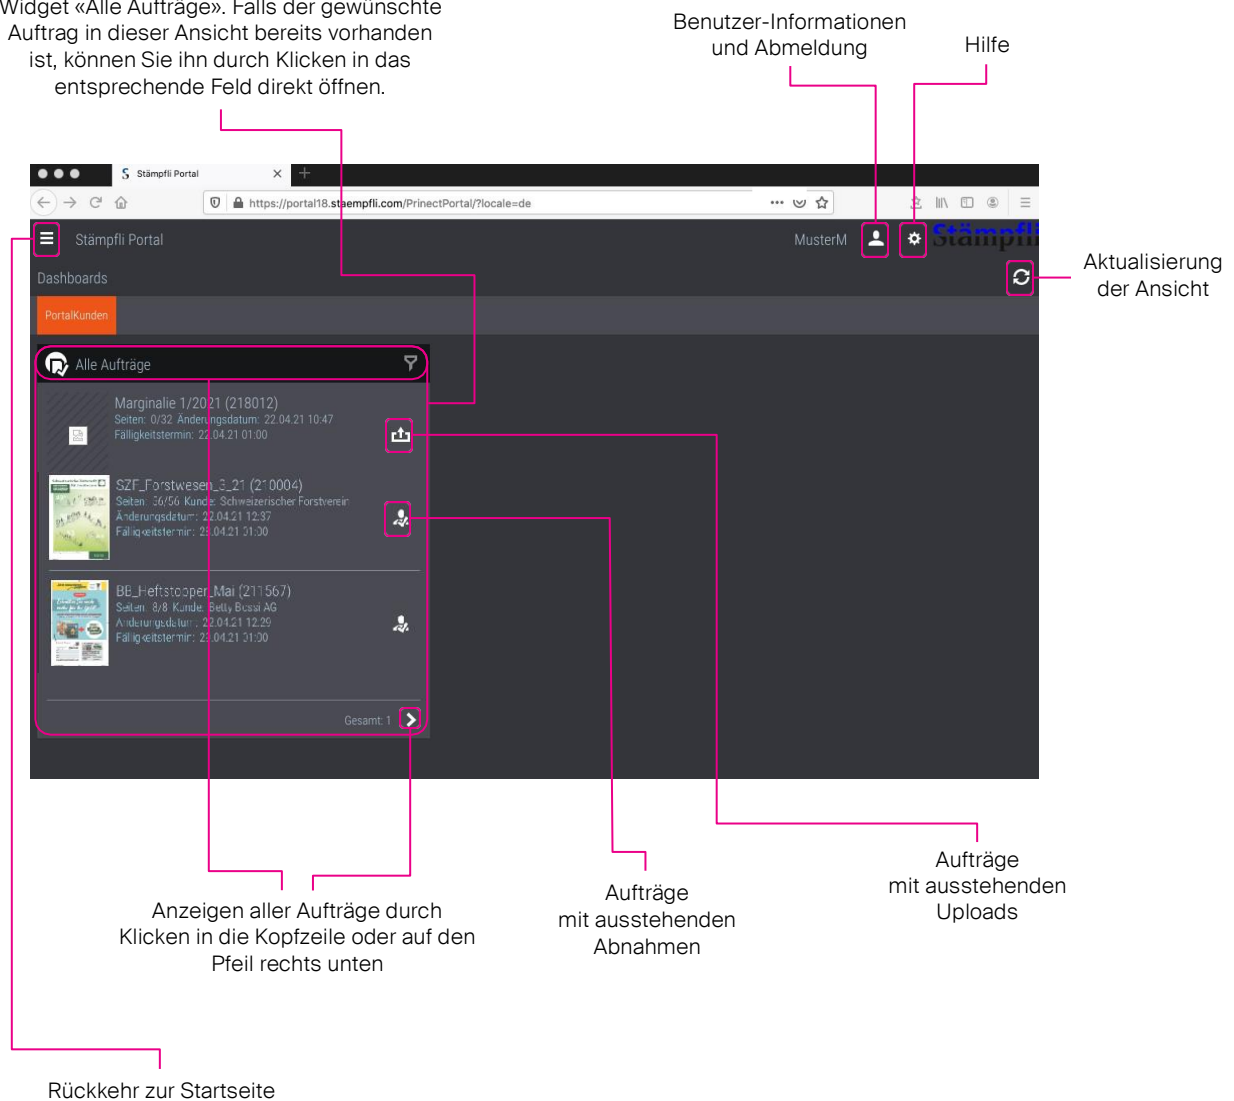 Widget «Alle Aufträge». Falls der gewünschte
Auftrag in dieser Ansicht bereits vorhanden
ist, können Sie ihn durch Klicken in das
entsprechende Feld direkt öffnen.
Benutzer-Informationen
und Abmeldung
Hilfe
Stämpfli Portal
https://portal18.staempfli.com/PrinectPortal/?locale=de
Stämpfli Portal
MusterM
Stämpfli
Dashboards
Aktualisierung
der Ansicht
PortalKunden
Alle Aufträge
Marginalie 1/2021 (218012)
Seiten: 0/32 Änderungsdatum: 22.04.21 10:47
Fälligkeitstermin: 22.04.21 01:00
SZF_Forstwesen_3_21 (210004)
Seiten: 56/56 Kunde: Schweizerischer Forstverein
Änderungsdatum: 22.04.21 12:37
Fälligkeitstermin: 23.04.21 01:00
BB_Heftstopper_Mai (211567)
Seiten: 8/8 Kunde: Betty Bossi AG
Änderungsdatum: 22.04.21 12:29
Fälligkeitstermin: 23.04.21 01:00
Gesamt: 1
Anzeigen aller Aufträge durch
Klicken in die Kopfzeile oder auf den
Pfeil rechts unten
Aufträge
mit ausstehenden
Abnahmen
Aufträge
mit ausstehenden
Uploads
Rückkehr zur Startseite